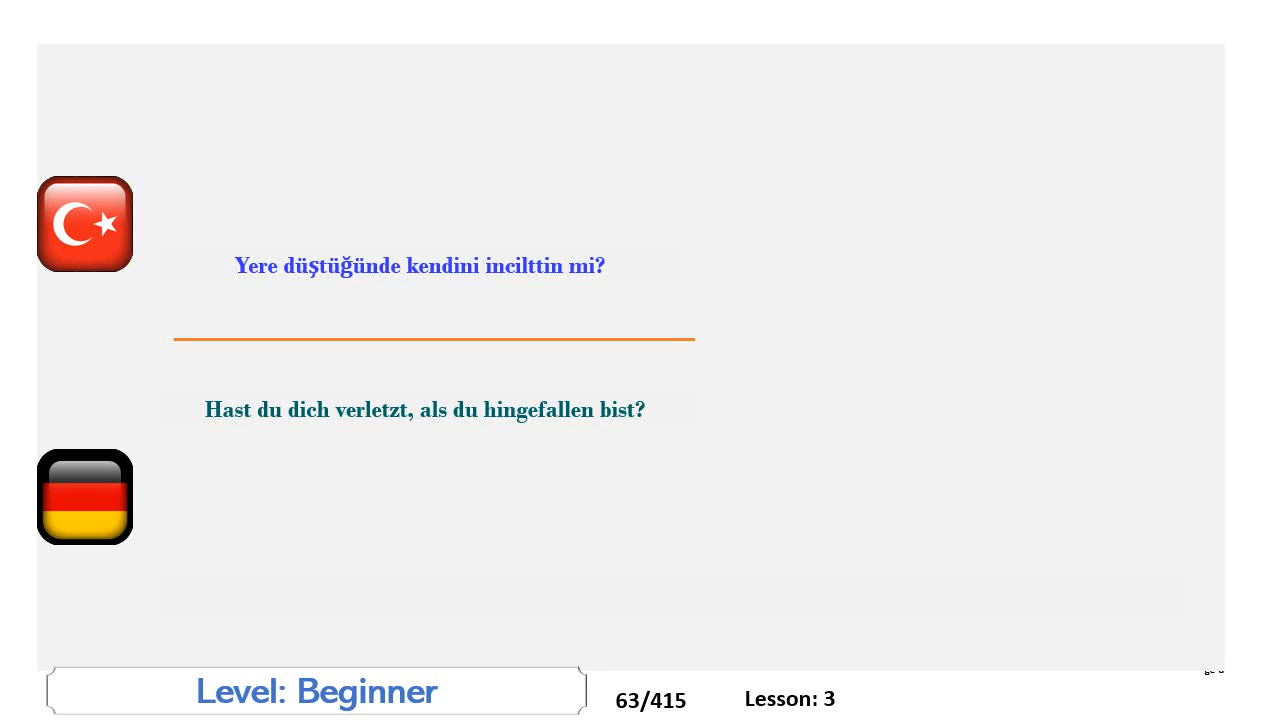 Yere düştüğünde kendini incilttin mi?
Hast du dich verletzt, als du hingefallen bist?
Level: Beginner
63/415
Lesson: 3